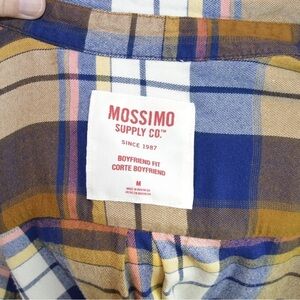 MOSSIMO
SUPPLY CO.™
SINCE 1987
BOYFRIEND FIT
CORTE BOYFRIEND
M